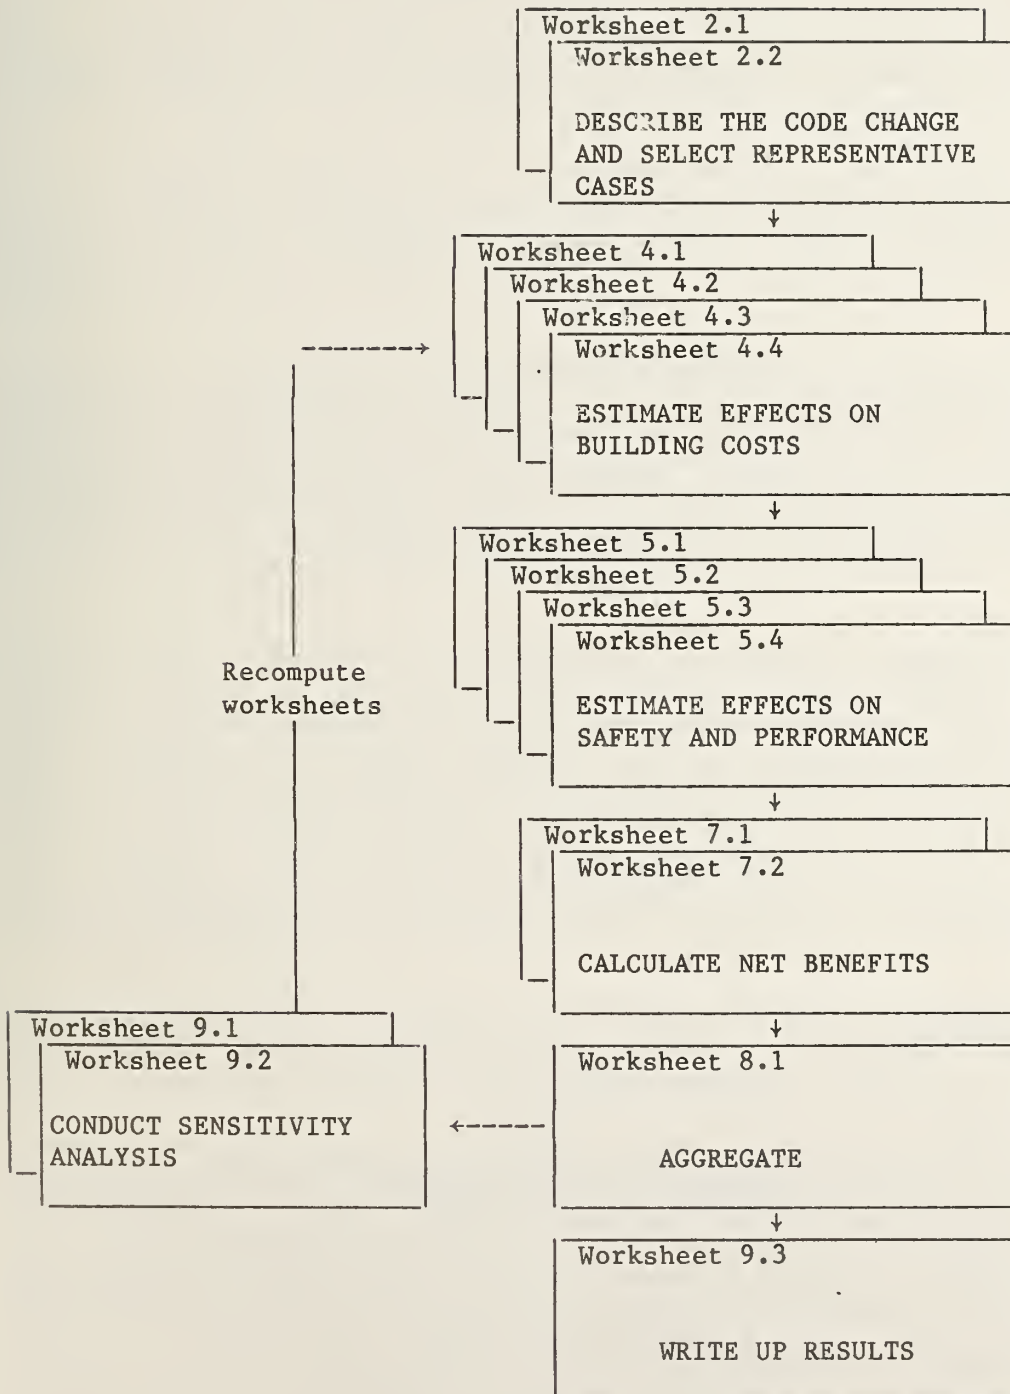 Worksheet 2.1
Worksheet 2.2
DESCRIBE THE CODE CHANGE
AND SELECT REPRESENTATIVE
CASES
Worksheet 4.1
Worksheet 4.2
Worksheet 4.3
Worksheet 4.4
ESTIMATE EFFECTS ON
BUILDING COSTS
Worksheet 5.1
Worksheet 5.2
Worksheet 5.3
Worksheet 5.4
ESTIMATE EFFECTS ON
SAFETY AND PERFORMANCE
Recompute
worksheets
Worksheet 7.1
Worksheet 7.2
CALCULATE NET BENEFITS
Worksheet 9.1
Worksheet 9.2
CONDUCT SENSITIVITY
ANALYSIS
Worksheet 8.1
AGGREGATE
Worksheet 9.3
WRITE UP RESULTS